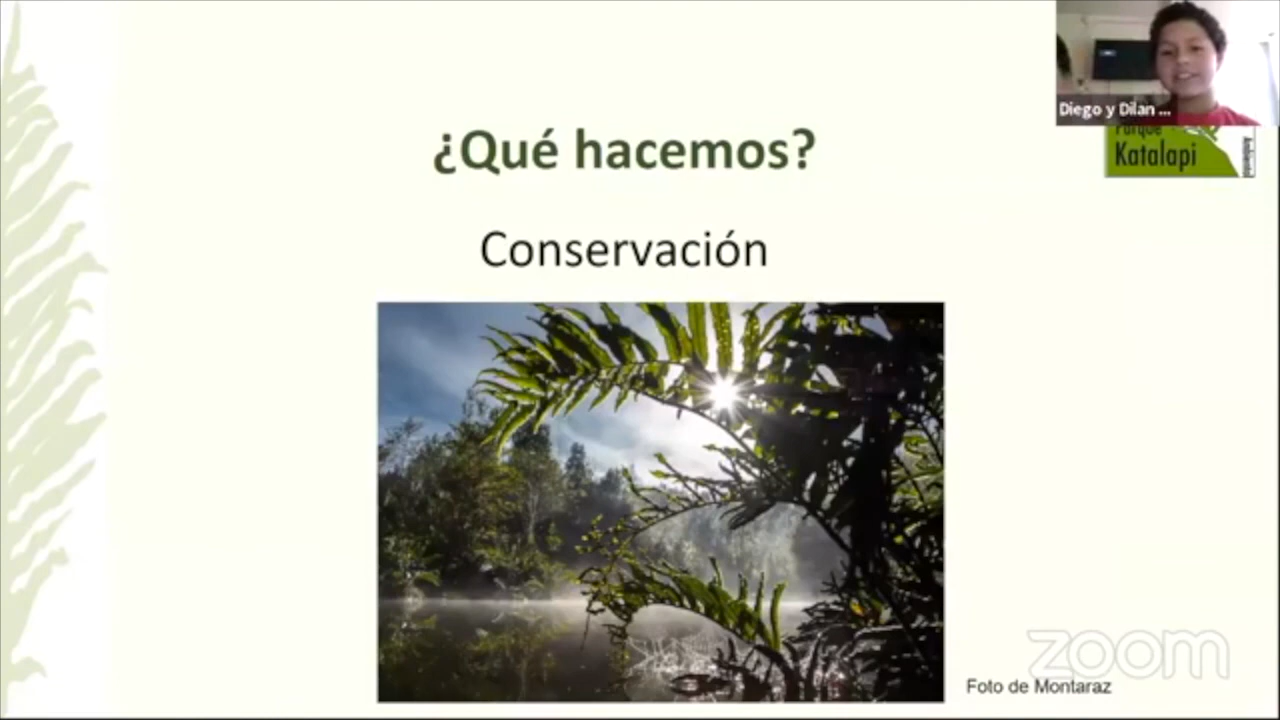 Diego y Dilan ...
Parque
Katalapi
¿Qué hacemos?
Conservación
zoom
Foto de Montaraz